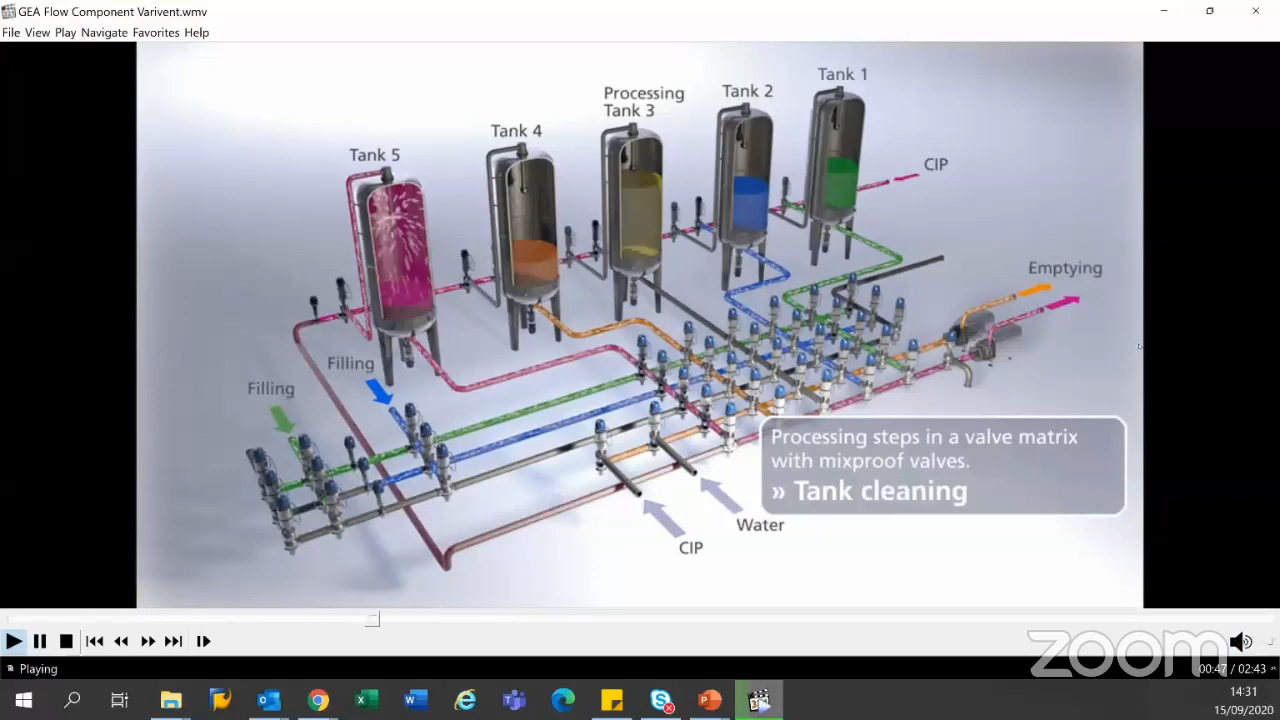 GEA Flow Component Varivent.wmv
File View Play Navigate Favorites Help
Tank 1
Tank 2
Processing
Tank 3
Tank 4
Tank 5
CIP
Emptying
Filling
Filling
Processing steps in a valve matrix
with mixproof valves.
» Tank cleaning
Water
CIP
zoom
Playing
00:47 / 02:43
14:31
15/09/2020